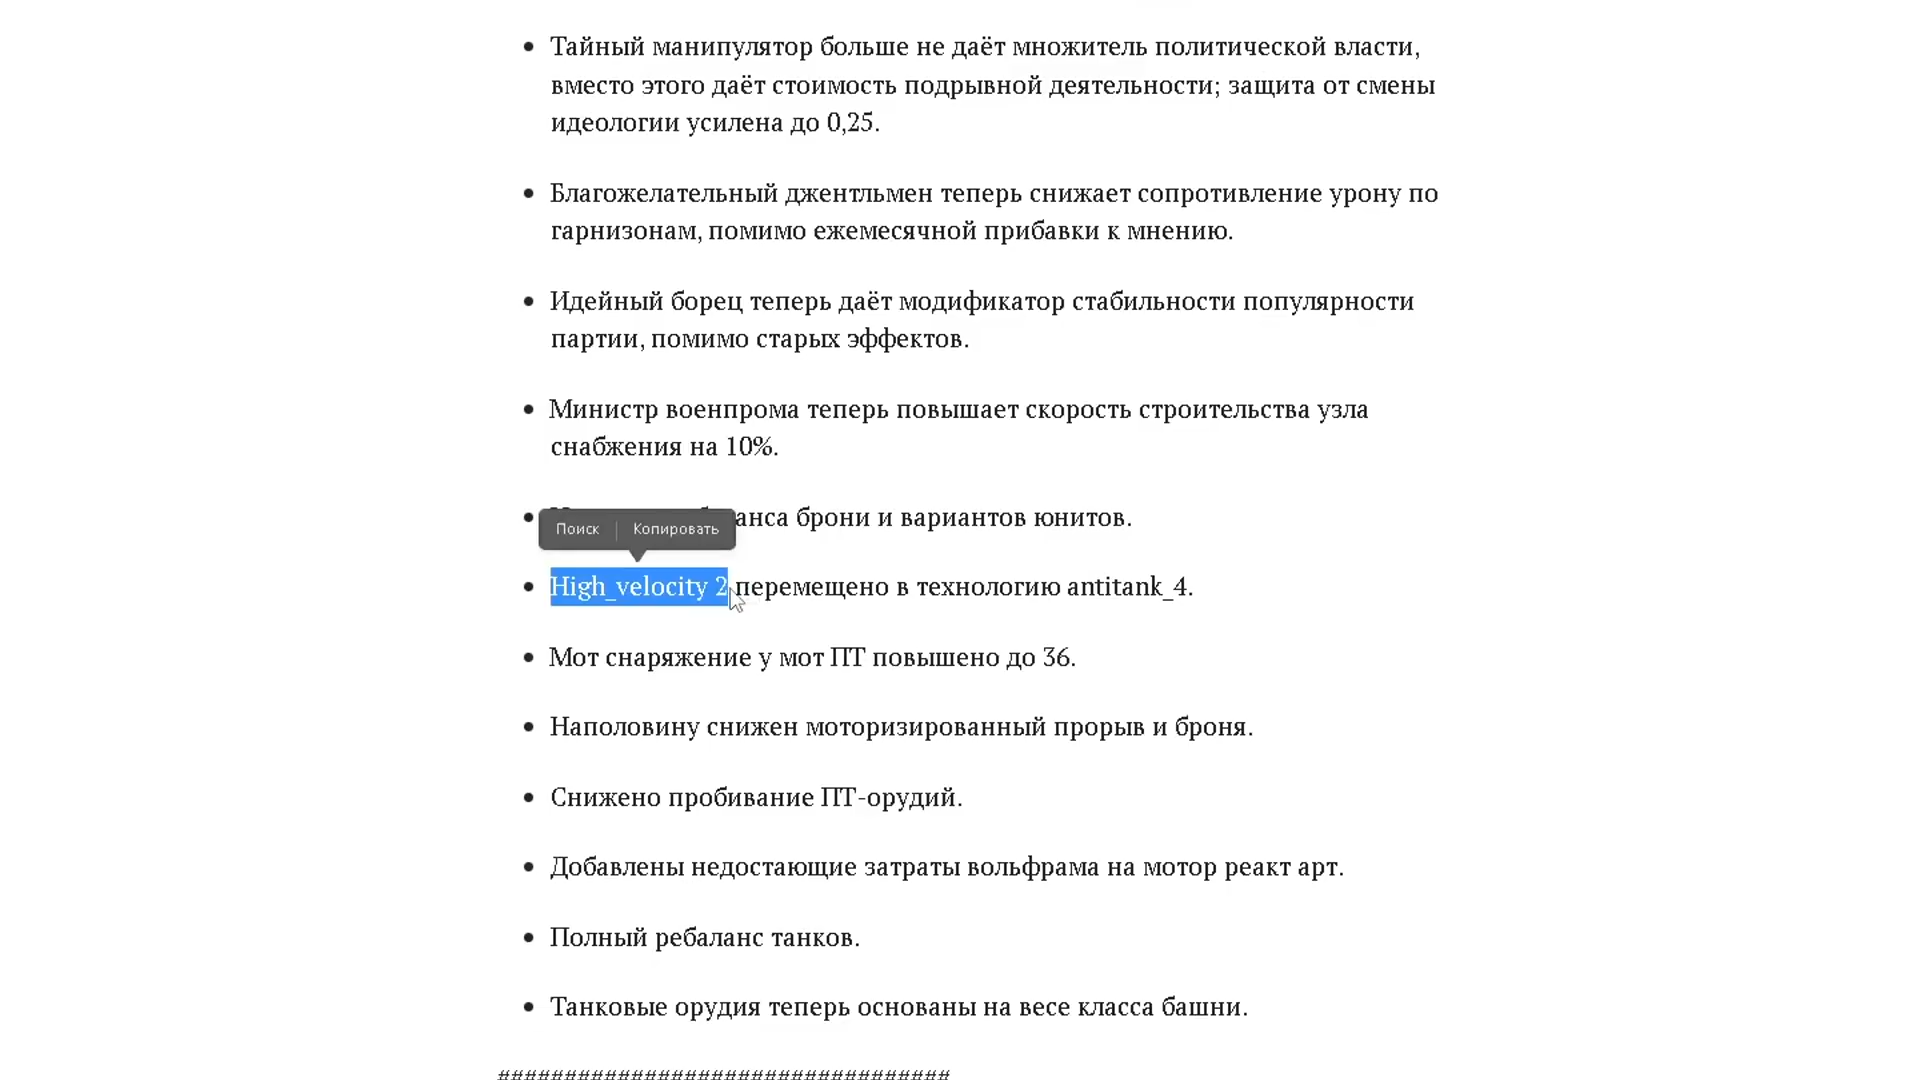 Тайный манипулятор больше не даёт множитель политической власти,
вместо этого даёт стоимость подрывной деятельности; защита от смены
идеологии усилена до 0,25.
Благожелательный джентльмен теперь снижает сопротивление урону по
гарнизонам, помимо ежемесячной прибавки к мнению.
Идейный борец теперь даёт модификатор стабильности популярности
партии, помимо старых эффектов.
Министр военпрома теперь повышает скорость строительства узла
снабжения на 10%.
брони и вариантов юнитов.
Поиск Копировать
High_velocity 2 перемещено в технологию antitank_4.
Мот снаряжение у мот ПТ повышено до 36.
Наполовину снижен моторизированный прорыв и броня.
Снижено пробивание ПТ-орудий.
Добавлены недостающие затраты вольфрама на мотор реакт арт.
Полный ребаланс танков.
Танковые орудия теперь основаны на весе класса башни.
##################################